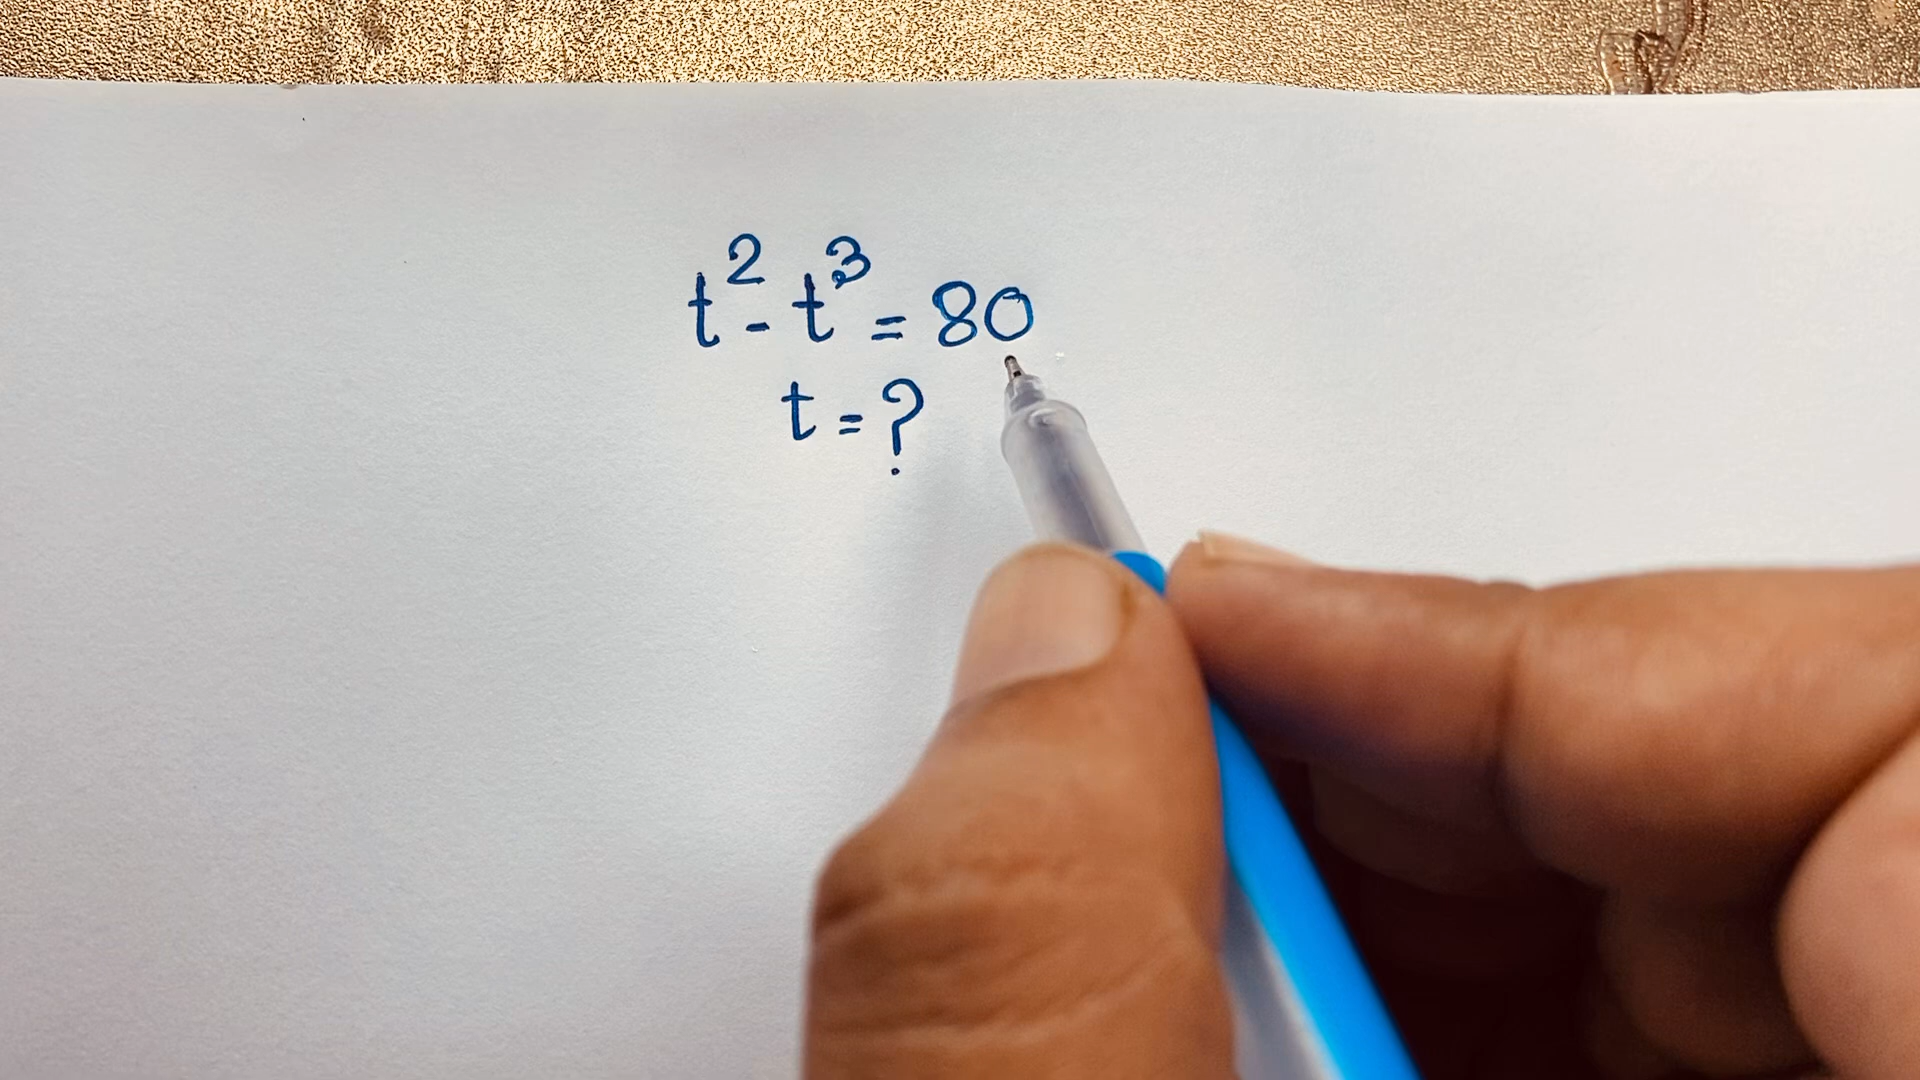 t² - t³ = 80
t = ?